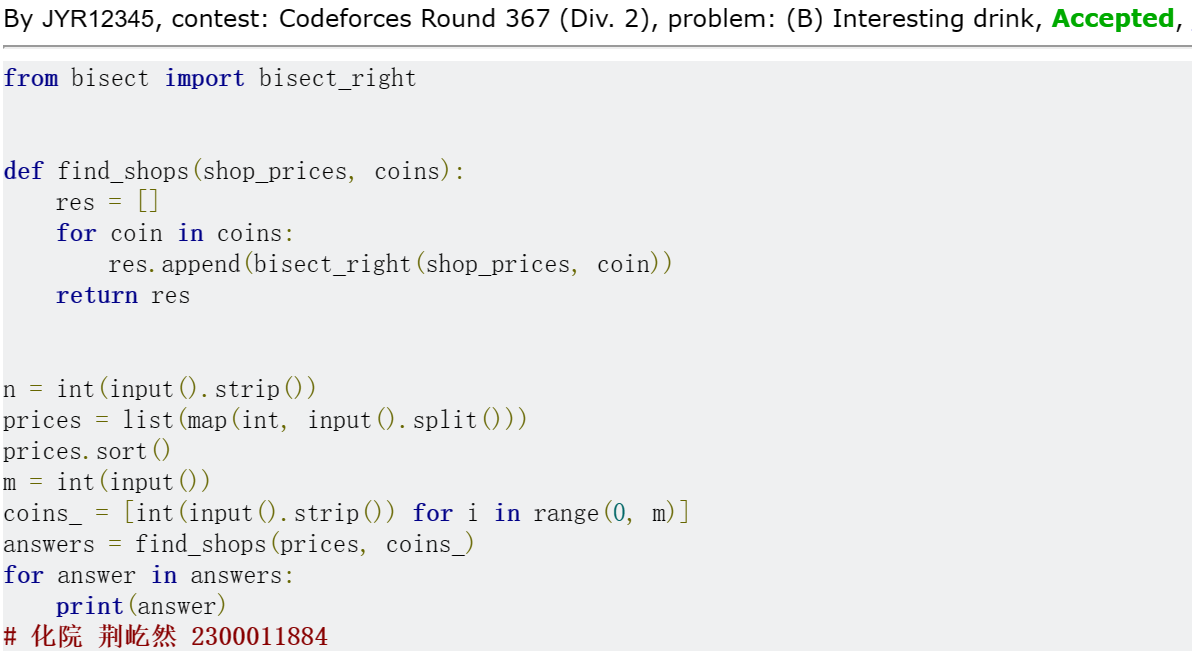 By JYR12345, contest: Codeforces Round 367 (Div. 2), problem: (B) Interesting drink, Accepted,
from bisect import bisect_right
def find_shops(shop_prices, coins):
    res = []
    for coin in coins:
        res.append(bisect_right(shop_prices, coin))
    return res
n = int(input().strip())
prices = list(map(int, input().split()))
prices.sort()
m = int(input())
coins_ = [int(input().strip()) for i in range(0, m)]
answers = find_shops(prices, coins_)
for answer in answers:
    print(answer)
# 化院 荆屹然 2300011884